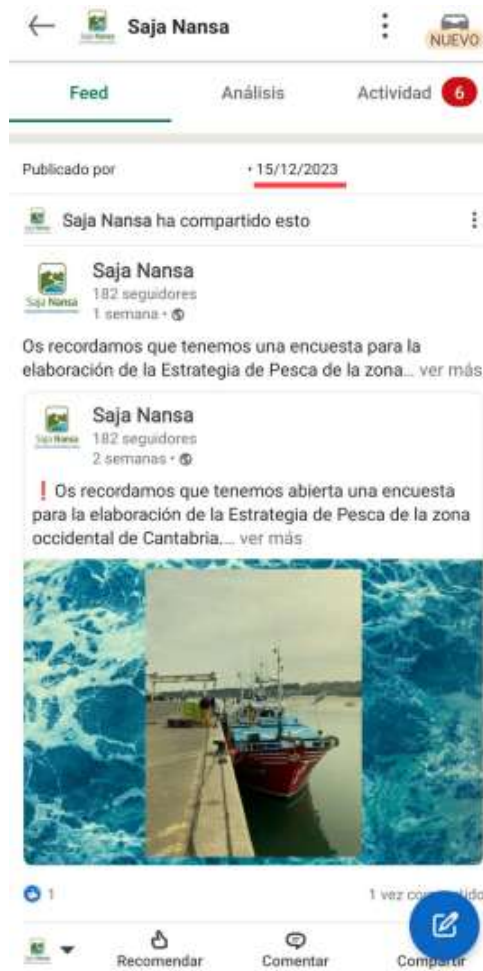 Saja Nansa
NUEVO
Feed
Análisis
Actividad
6
Publicado por
• 15/12/2023
Saja Nansa ha compartido esto
Saja Nansa
Saja Nansa
182 seguidores
1 semana •
Os recordamos que tenemos una encuesta para la
elaboración de la Estrategia de Pesca de la zona... ver más
Saja Nansa
Saja Nansa
182 seguidores
2 semanas •
❗ Os recordamos que tenemos abierta una encuesta
para la elaboración de la Estrategia de Pesca de la zona
occidental de Cantabria.... ver más
1
1 vez
Recomendar
Comentar
Compartir